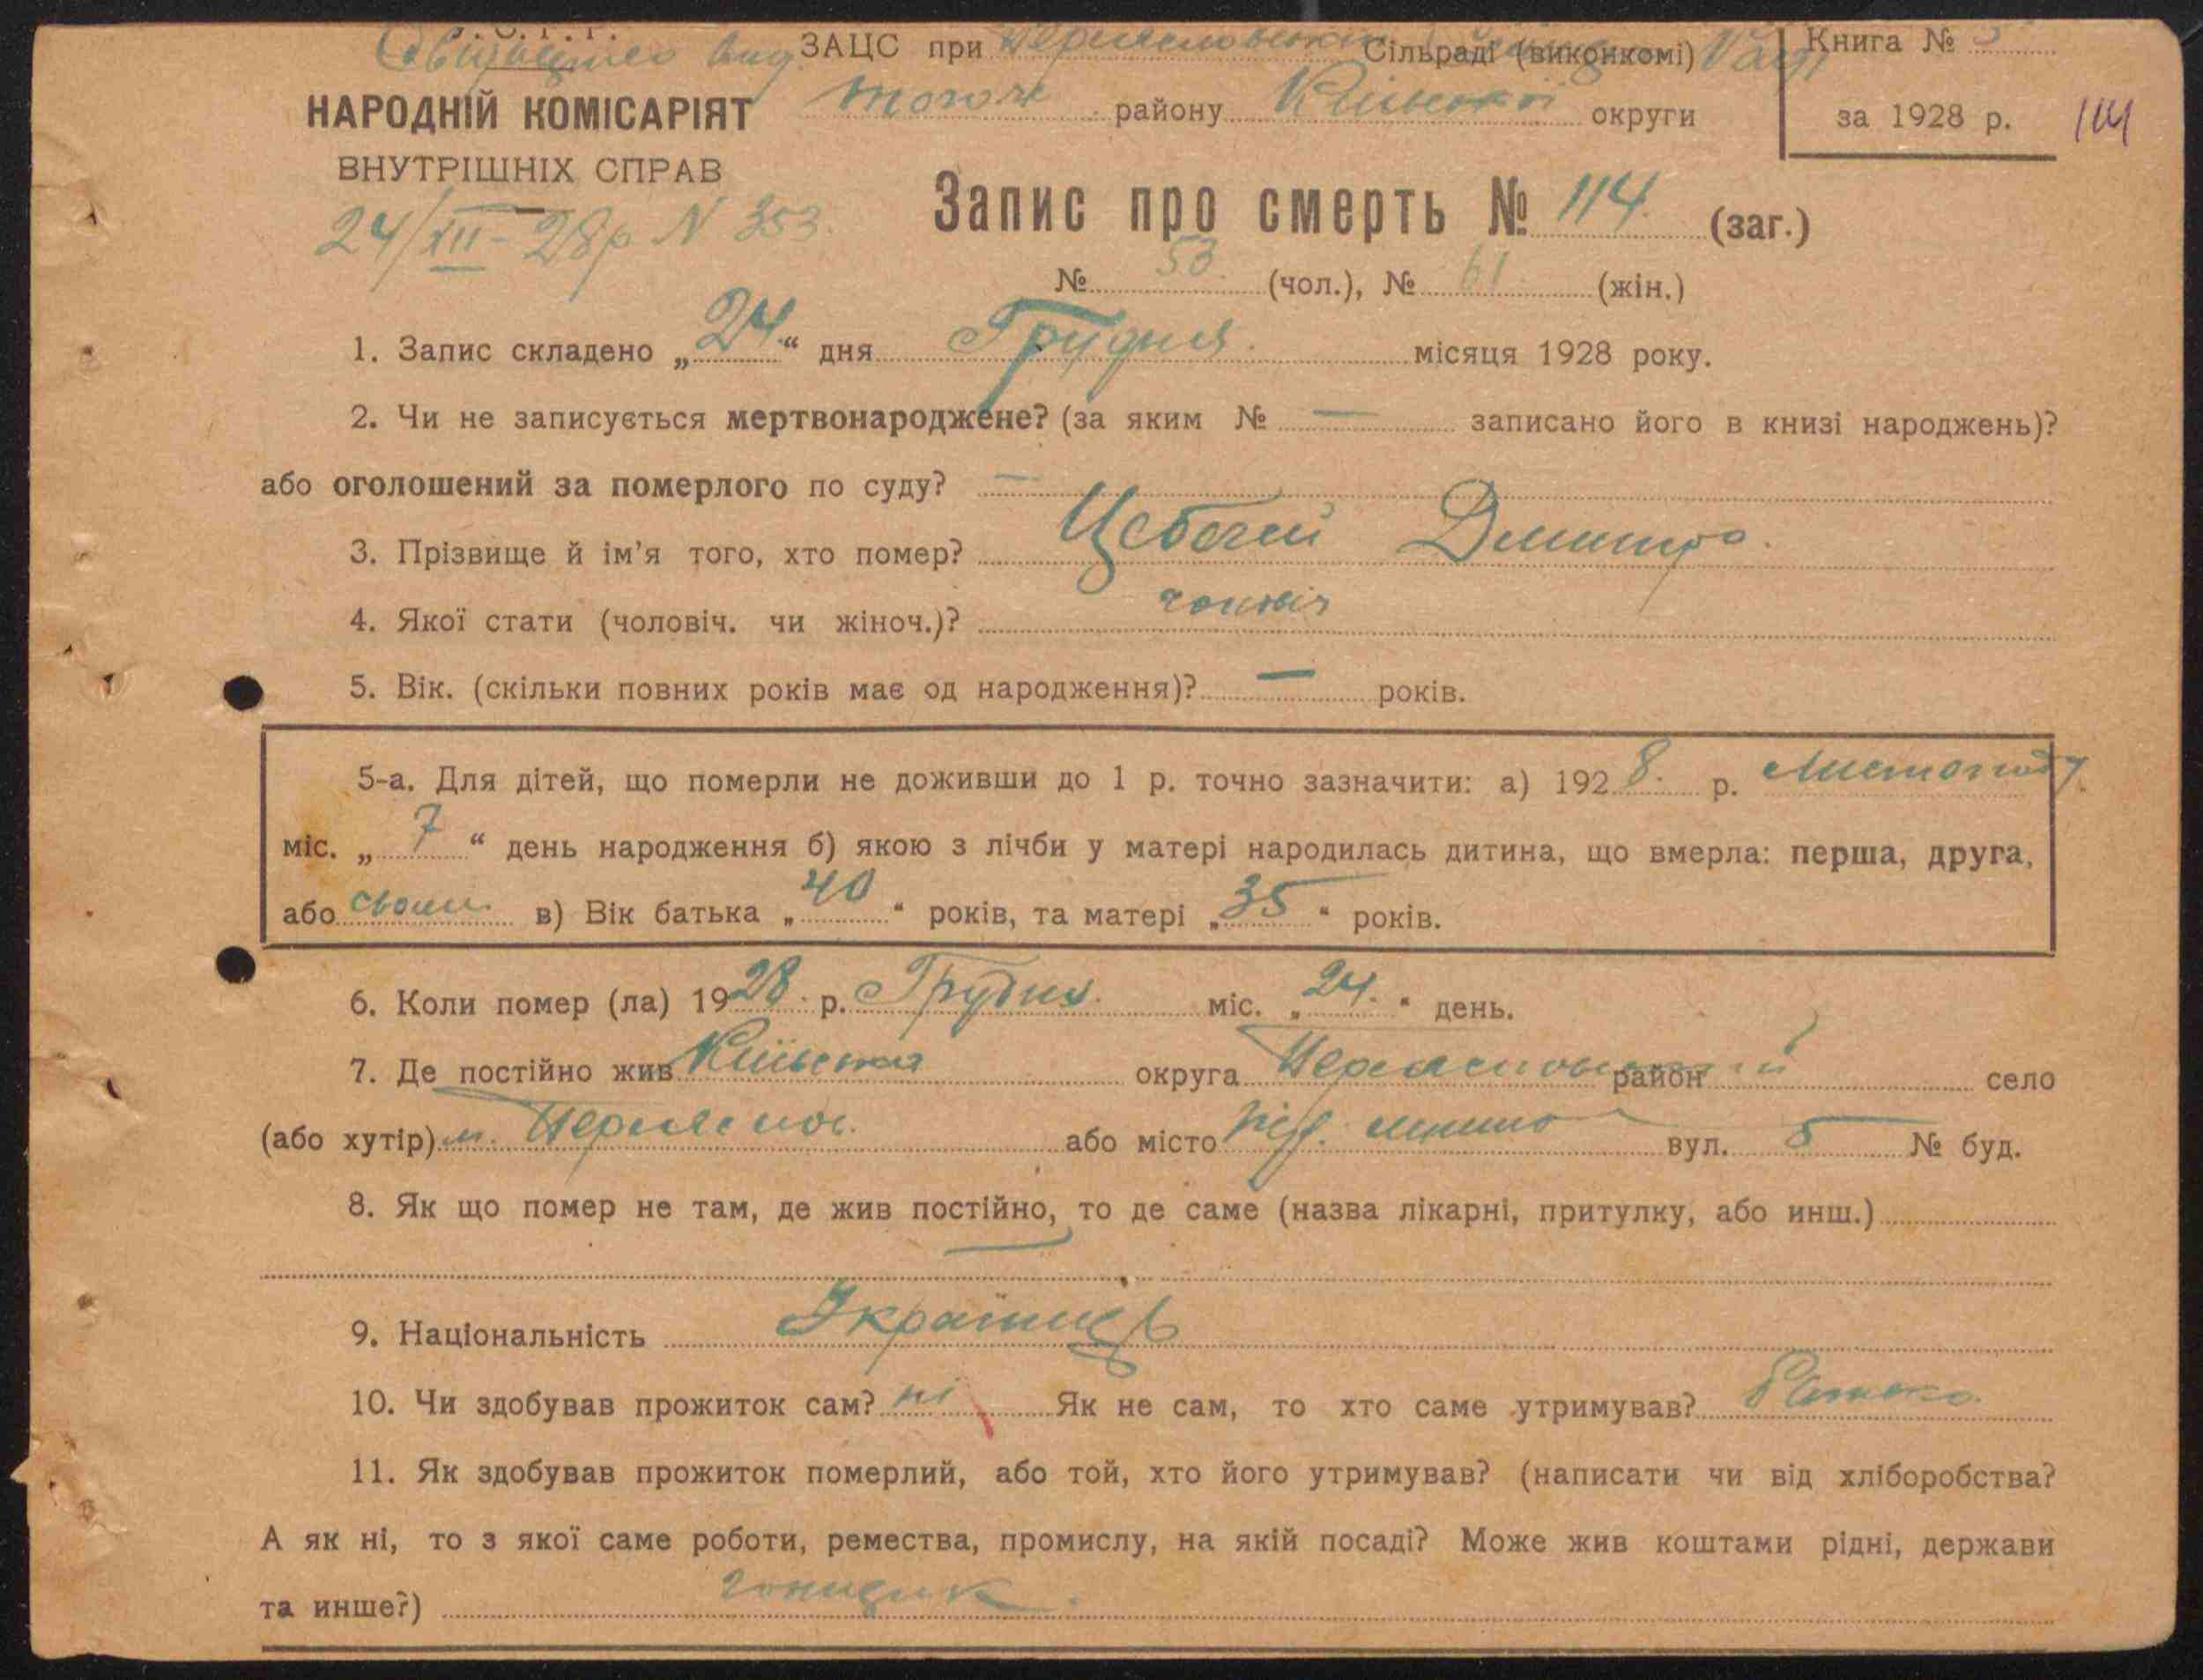 ЗАЦС при Сільраді (виконкомі)
Книга № 5
НАРОДНІЙ КОМІСАРІЯТ
того ж району Київської округи
за 1928 р. 114
ВНУТРІШНІХ СПРАВ
24/XII-28р N 353.
Запис про смерть № 114. (заг.)
№ 53. (чол.), № 61 (жін.)
1. Запис складено „24.“ дня Грудня. місяця 1928 року.
2. Чи не записується мертвонароджене? (за яким № — записано його в книзі народжень)?
або оголошений за померлого по суду? —
3. Прізвище й ім'я того, хто помер? Дмитро.
4. Якої стати (чоловіч. чи жіноч.)?
5. Вік. (скільки повних років має од народження)? — років.
5-а. Для дітей, що померли не доживши до 1 р. точно зазначити: а) 1928. р. Листопаду.
міс. „7“ день народження б) якою з лічби у матері народилась дитина, що вмерла: перша, друга,
або в) Вік батька „40“ років, та матері „35“ років.
6. Коли помер (ла) 1928. р. Грудня. міс. „24.“ день.
7. Де постійно жив Київська округа Переяславський район село
(або хутір) м. Переяслов. або місто вул. 5 № буд.
8. Як що помер не там, де жив постійно, то де саме (назва лікарні, притулку, або инш.)
—
9. Національність Українець
10. Чи здобував прожиток сам? ні Як не сам, то хто саме утримував? Батько.
11. Як здобував прожиток померлий, або той, хто його утримував? (написати чи від хліборобства?
А як ні, то з якої саме роботи, ремества, промислу, на якій посаді? Може жив коштами рідні, держави
та инше?)